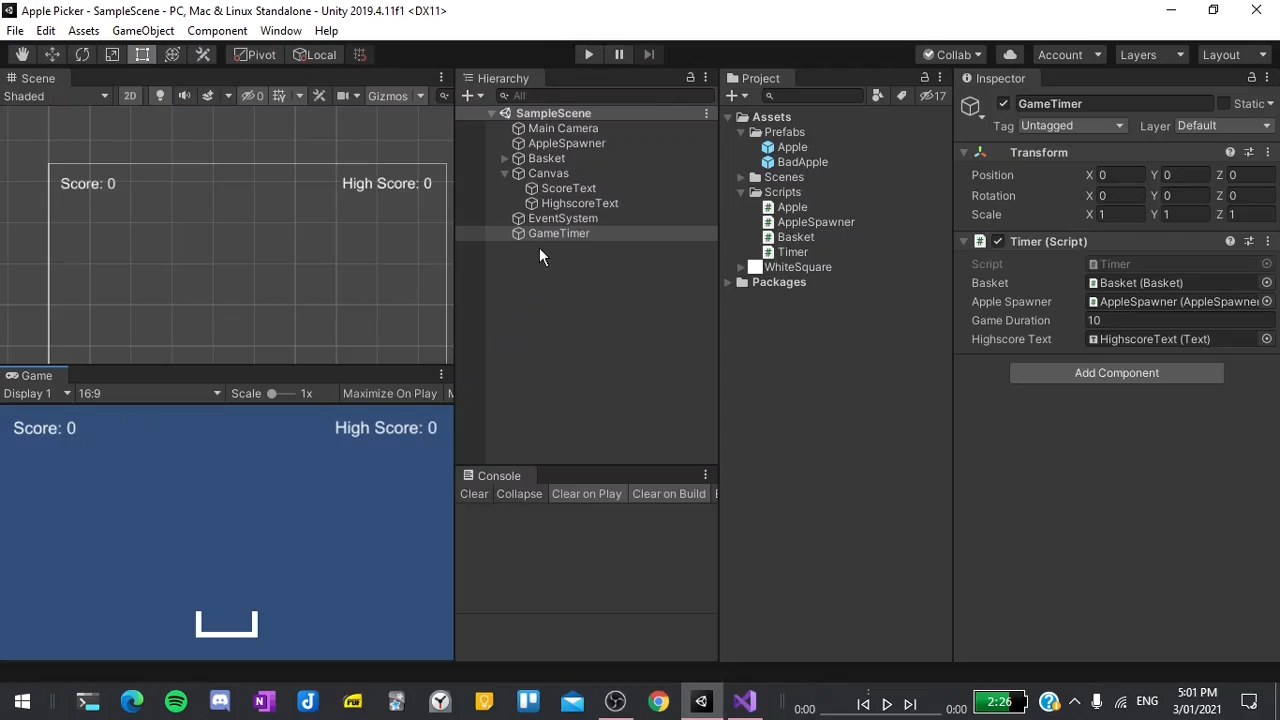 Apple Picker - SampleScene - PC, Mac & Linux Standalone - Unity 2019.4.11f1 <DX11>
File Edit Assets GameObject Component Window Help
Pivot Local Collab Account Layers Layout
Scene
Shaded 2D 0 Gizmos
Score: 0 High Score: 0
Game
Display 1 16:9 Scale 1x Maximize On Play M
Score: 0 High Score: 0
Hierarchy
All
SampleScene
Main Camera
AppleSpawner
Basket
Canvas
ScoreText
HighscoreText
EventSystem
GameTimer
Console
Clear Collapse Clear on Play Clear on Build E
Project
17
Assets
Prefabs
Apple
BadApple
Scenes
Scripts
Apple
AppleSpawner
Basket
Timer
WhiteSquare
Packages
Inspector
GameTimer Static
Tag Untagged Layer Default
Transform
Position X 0 Y 0 Z 0
Rotation X 0 Y 0 Z 0
Scale X 1 Y 1 Z 1
Timer (Script)
Script Timer
Basket Basket (Basket)
Apple Spawner AppleSpawner (AppleSpawner
Game Duration 10
Highscore Text HighscoreText (Text)
Add Component
0:00 0:00 2:26 ENG 5:01 PM
3/01/2021